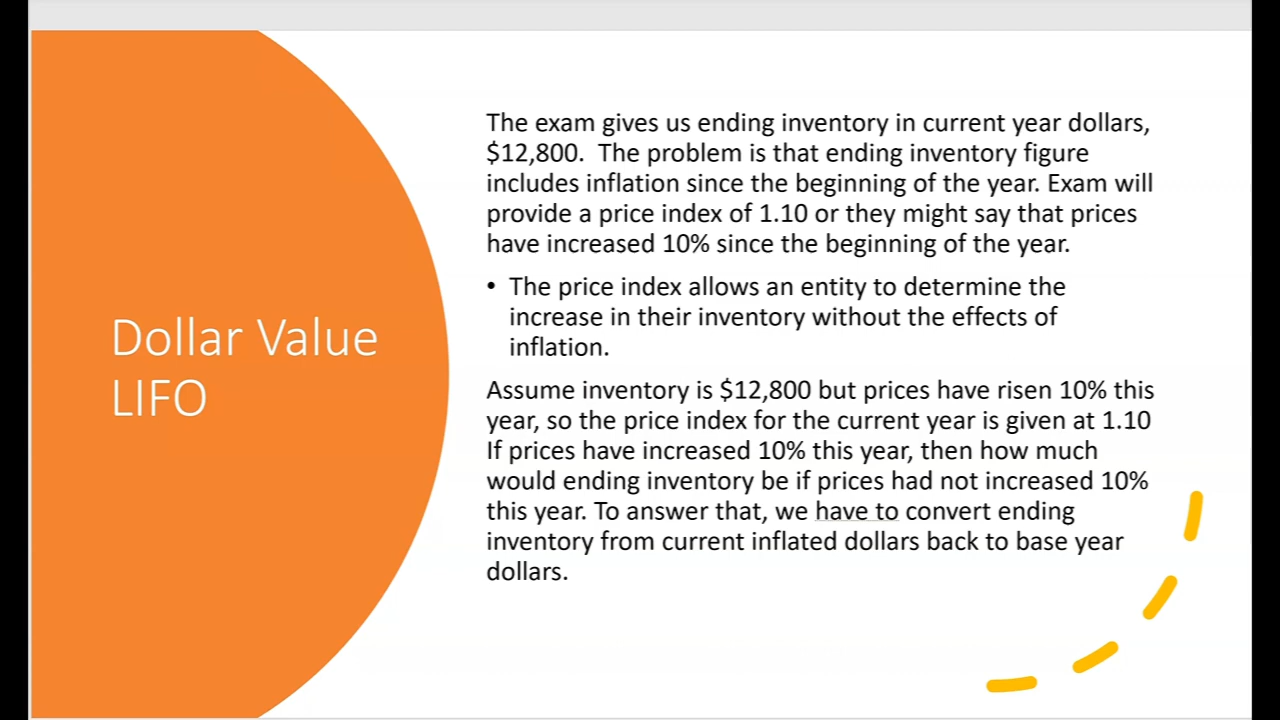 Dollar Value
LIFO
The exam gives us ending inventory in current year dollars,
$12,800.  The problem is that ending inventory figure
includes inflation since the beginning of the year. Exam will
provide a price index of 1.10 or they might say that prices
have increased 10% since the beginning of the year.
• The price index allows an entity to determine the
increase in their inventory without the effects of
inflation.
Assume inventory is $12,800 but prices have risen 10% this
year, so the price index for the current year is given at 1.10
If prices have increased 10% this year, then how much
would ending inventory be if prices had not increased 10%
this year. To answer that, we have to convert ending
inventory from current inflated dollars back to base year
dollars.